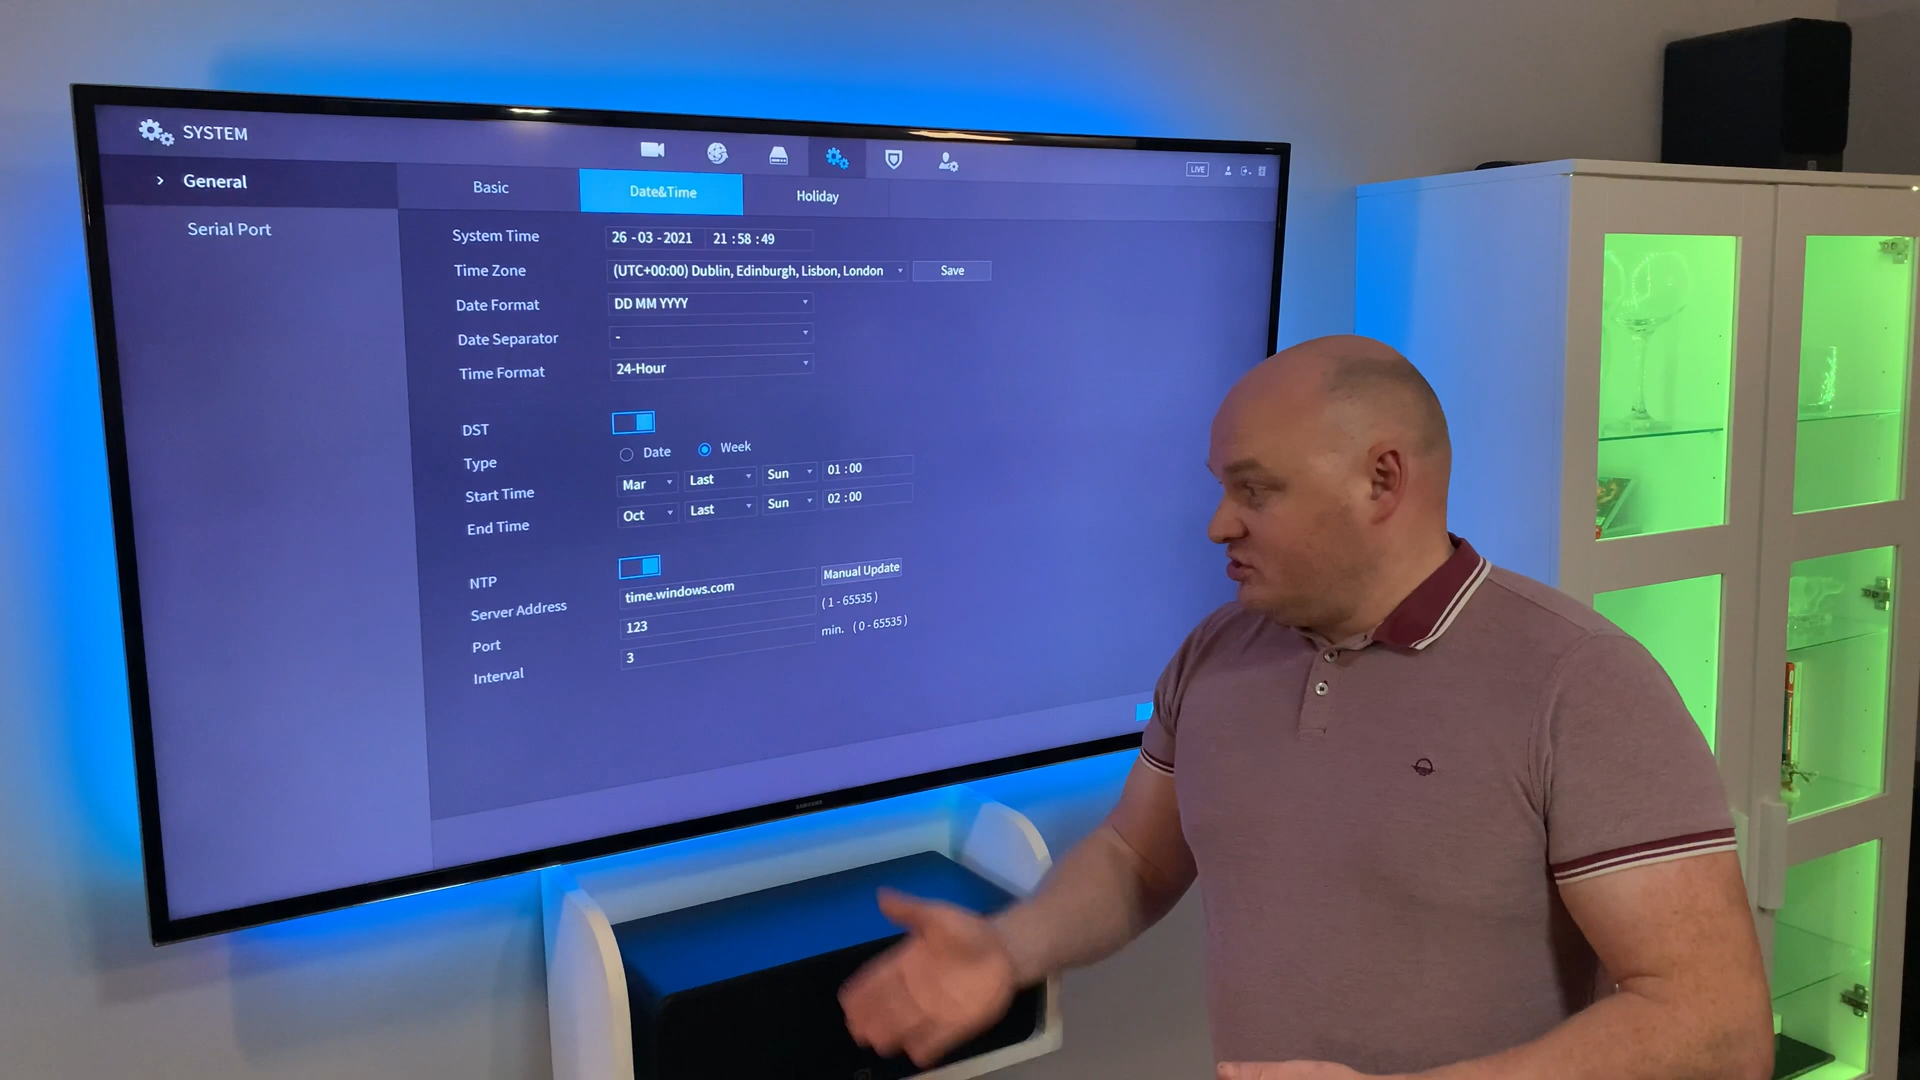 SYSTEM
LIVE
General
Serial Port
Basic
Date&Time
Holiday
System Time 26 -03 -2021 21 :58 :49
Time Zone (UTC+00:00) Dublin, Edinburgh, Lisbon, London Save
Date Format DD MM YYYY
Date Separator -
Time Format 24-Hour
DST
Type Date Week
Start Time Mar Last Sun 01 :00
End Time Oct Last Sun 02 :00
NTP
Server Address time.windows.com Manual Update
Port 123 ( 1 - 65535 )
Interval 3 min. ( 0 - 65535 )
SAMSUNG